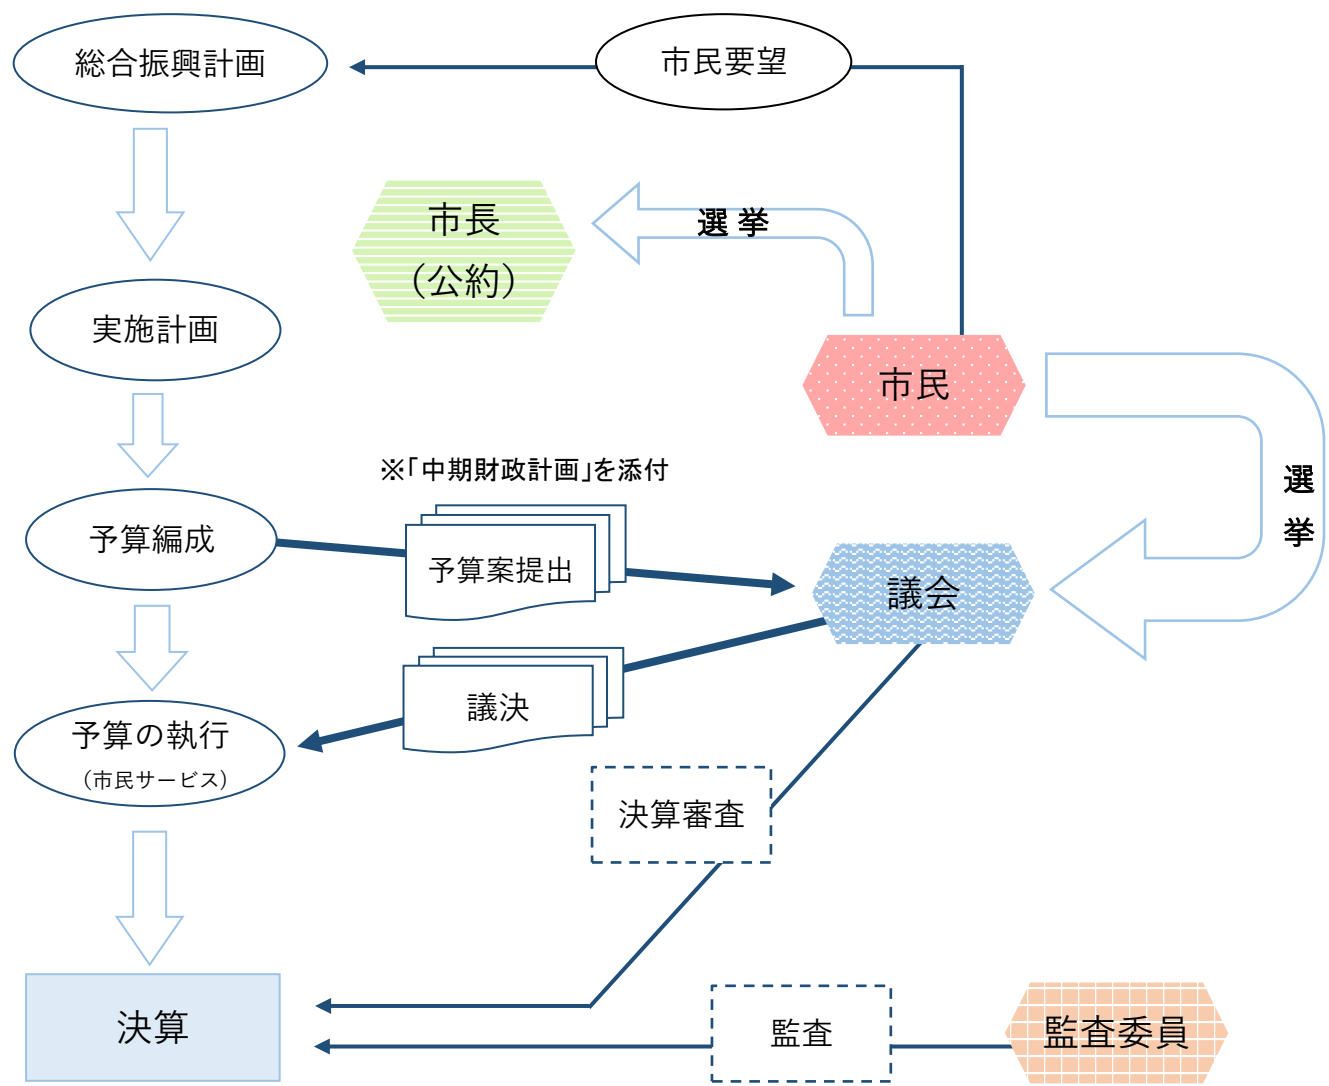 総合振興計画
市民要望
市長
（公約）
選 挙
実施計画
市民
選
挙
※｢中期財政計画｣を添付
予算編成
予算案提出
議会
議決
予算の執行
（市民サービス）
決算審査
決算
監査
監査委員